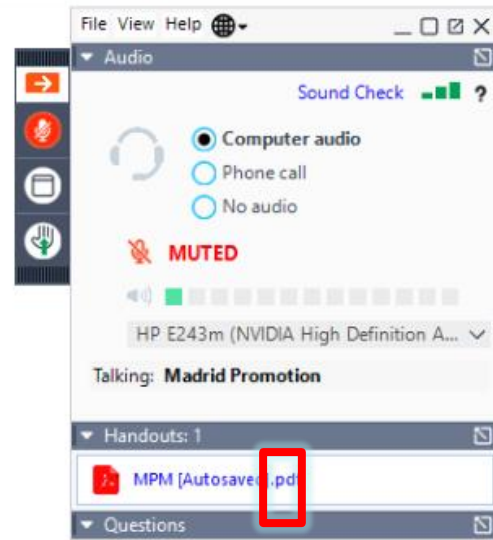 File View Help
Audio
Sound Check ?
Computer audio
Phone call
No audio
MUTED
HP E243m (NVIDIA High Definition A...
Talking: Madrid Promotion
Handouts: 1
MPM [Autosaved].pdf
Questions